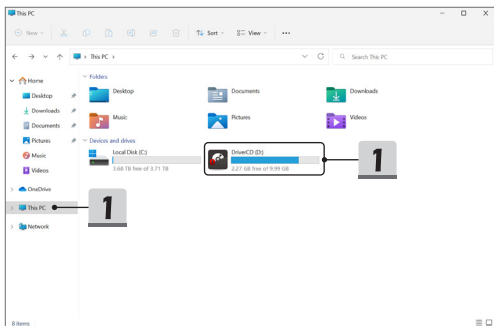 This PC
New Sort View
This PC Search This PC
Home
Desktop
Downloads
Documents
Pictures
Music
Videos
OneDrive
This PC
Network
Folders
Desktop Documents Downloads
Music Pictures Videos
Devices and drives
Local Disk (C:) DriverCD (D:)
3.68 TB free of 3.71 TB 2.27 GB free of 9.99 GB
1
1
8 items